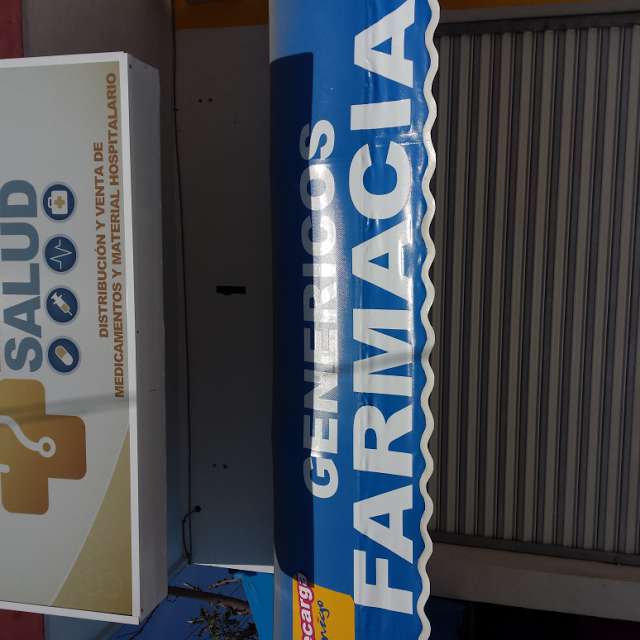 SALUD
DISTRIBUCIÓN Y VENTA DE
MEDICAMENTOS Y MATERIAL HOSPITALARIO
GENERICOS
FARMACIA